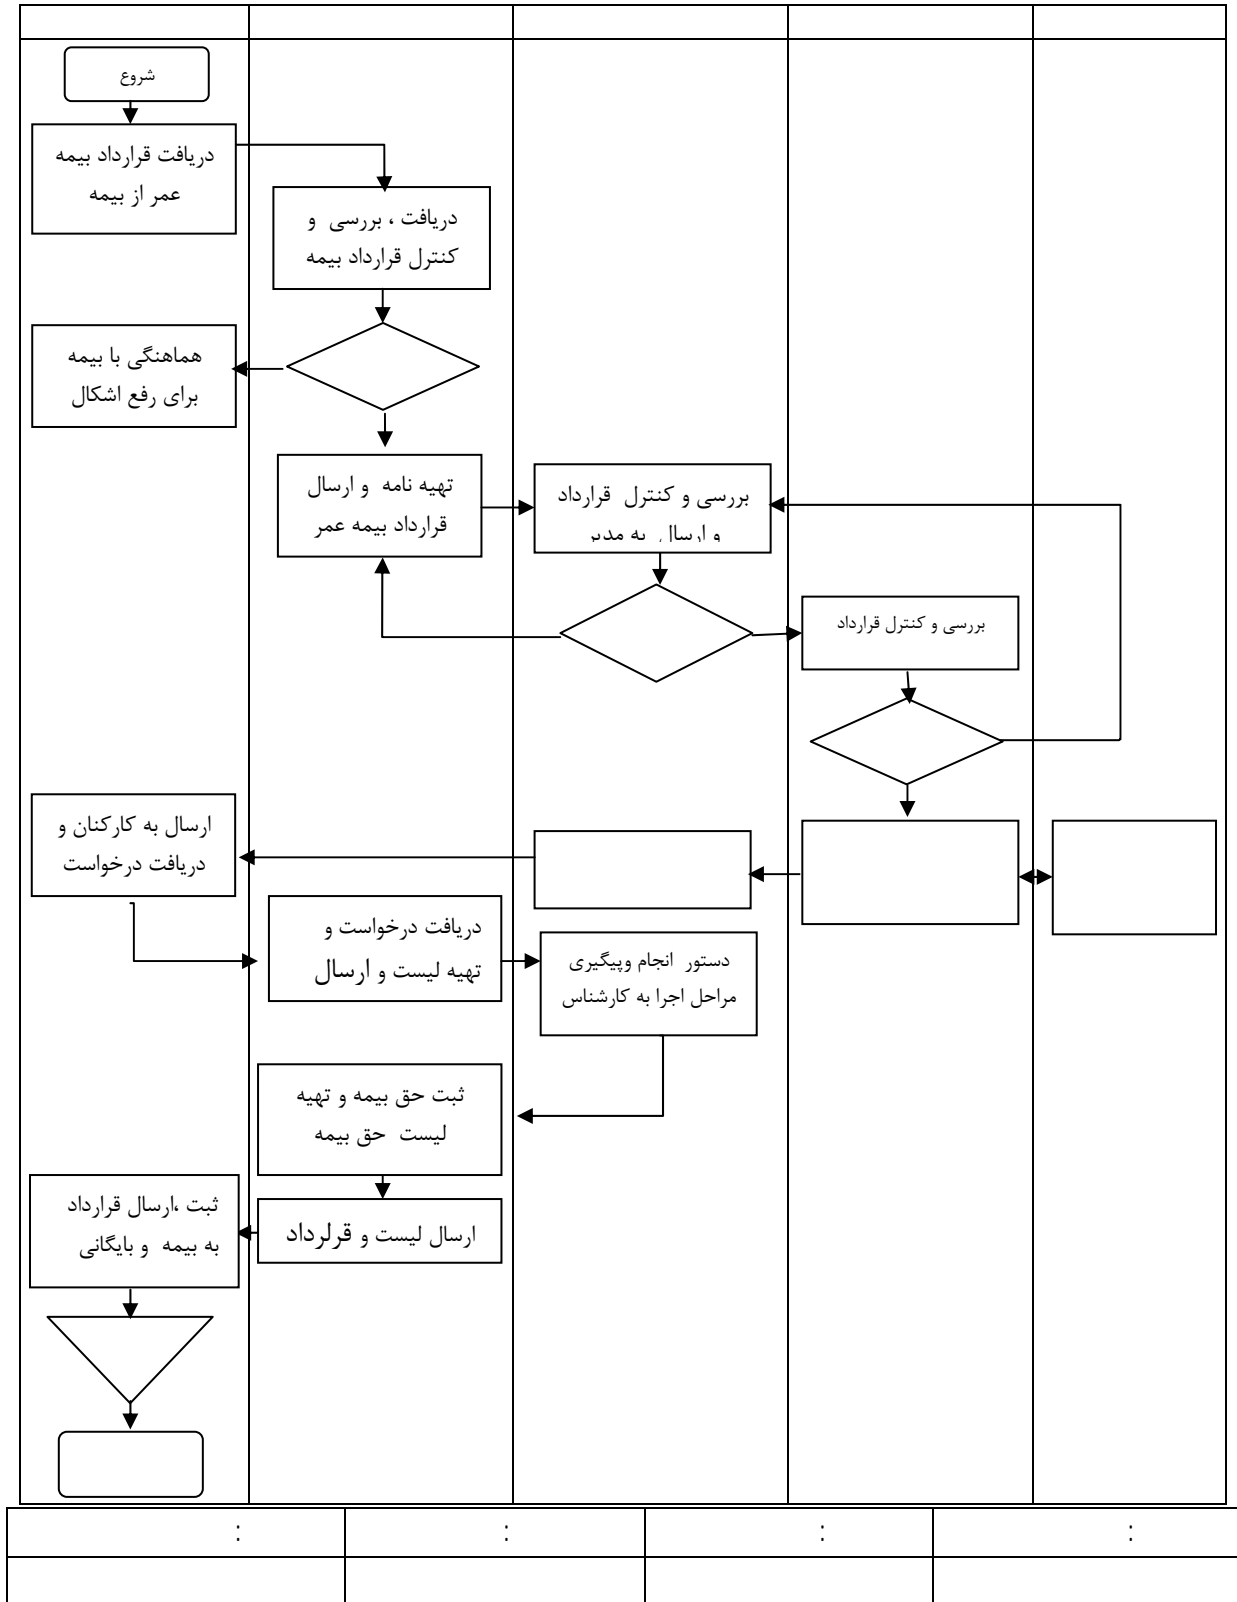 شروع
دریافت قرارداد بیمه
عمر از بیمه
دریافت ، بررسی و
کنترل قرارداد بیمه
هماهنگی با بیمه
برای رفع اشکال
تهیه نامه و ارسال
قرارداد بیمه عمر
بررسی و کنترل قرارداد
و ارسال به مدیر
بررسی و کنترل قرارداد
ارسال به کارکنان و
دریافت درخواست
دریافت درخواست و
تهیه لیست و ارسال
دستور انجام وپیگیری
مراحل اجرا به کارشناس
ثبت حق بیمه و تهیه
لیست حق بیمه
ارسال لیست و قرلرداد
ثبت ،ارسال قرارداد
به بیمه و بایگانی
: : : :